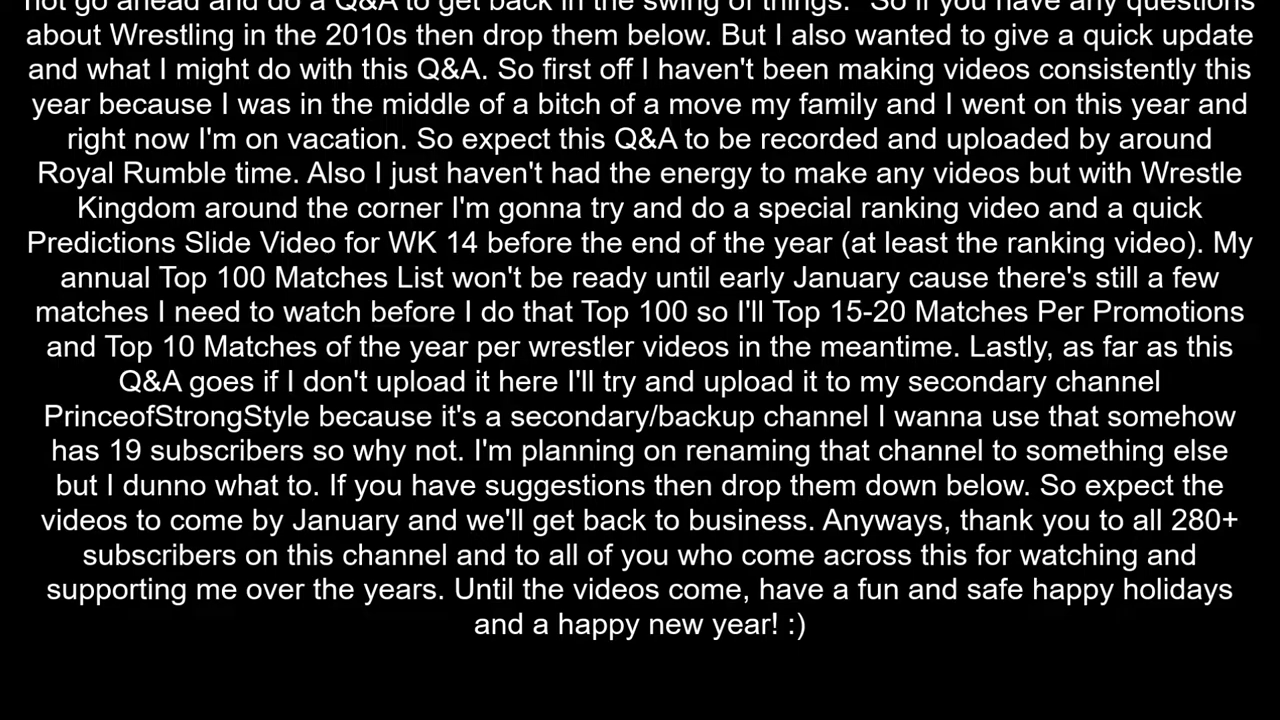 not go ahead and do a Q&A to get back in the swing of things." So if you have any questions
about Wrestling in the 2010s then drop them below. But I also wanted to give a quick update
and what I might do with this Q&A. So first off I haven't been making videos consistently this
year because I was in the middle of a bitch of a move my family and I went on this year and
right now I'm on vacation. So expect this Q&A to be recorded and uploaded by around
Royal Rumble time. Also I just haven't had the energy to make any videos but with Wrestle
Kingdom around the corner I'm gonna try and do a special ranking video and a quick
Predictions Slide Video for WK 14 before the end of the year (at least the ranking video). My
annual Top 100 Matches List won't be ready until early January cause there's still a few
matches I need to watch before I do that Top 100 so I'll Top 15-20 Matches Per Promotions
and Top 10 Matches of the year per wrestler videos in the meantime. Lastly, as far as this
Q&A goes if I don't upload it here I'll try and upload it to my secondary channel
PrinceofStrongStyle because it's a secondary/backup channel I wanna use that somehow
has 19 subscribers so why not. I'm planning on renaming that channel to something else
but I dunno what to. If you have suggestions then drop them down below. So expect the
videos to come by January and we'll get back to business. Anyways, thank you to all 280+
subscribers on this channel and to all of you who come across this for watching and
supporting me over the years. Until the videos come, have a fun and safe happy holidays
and a happy new year! :)